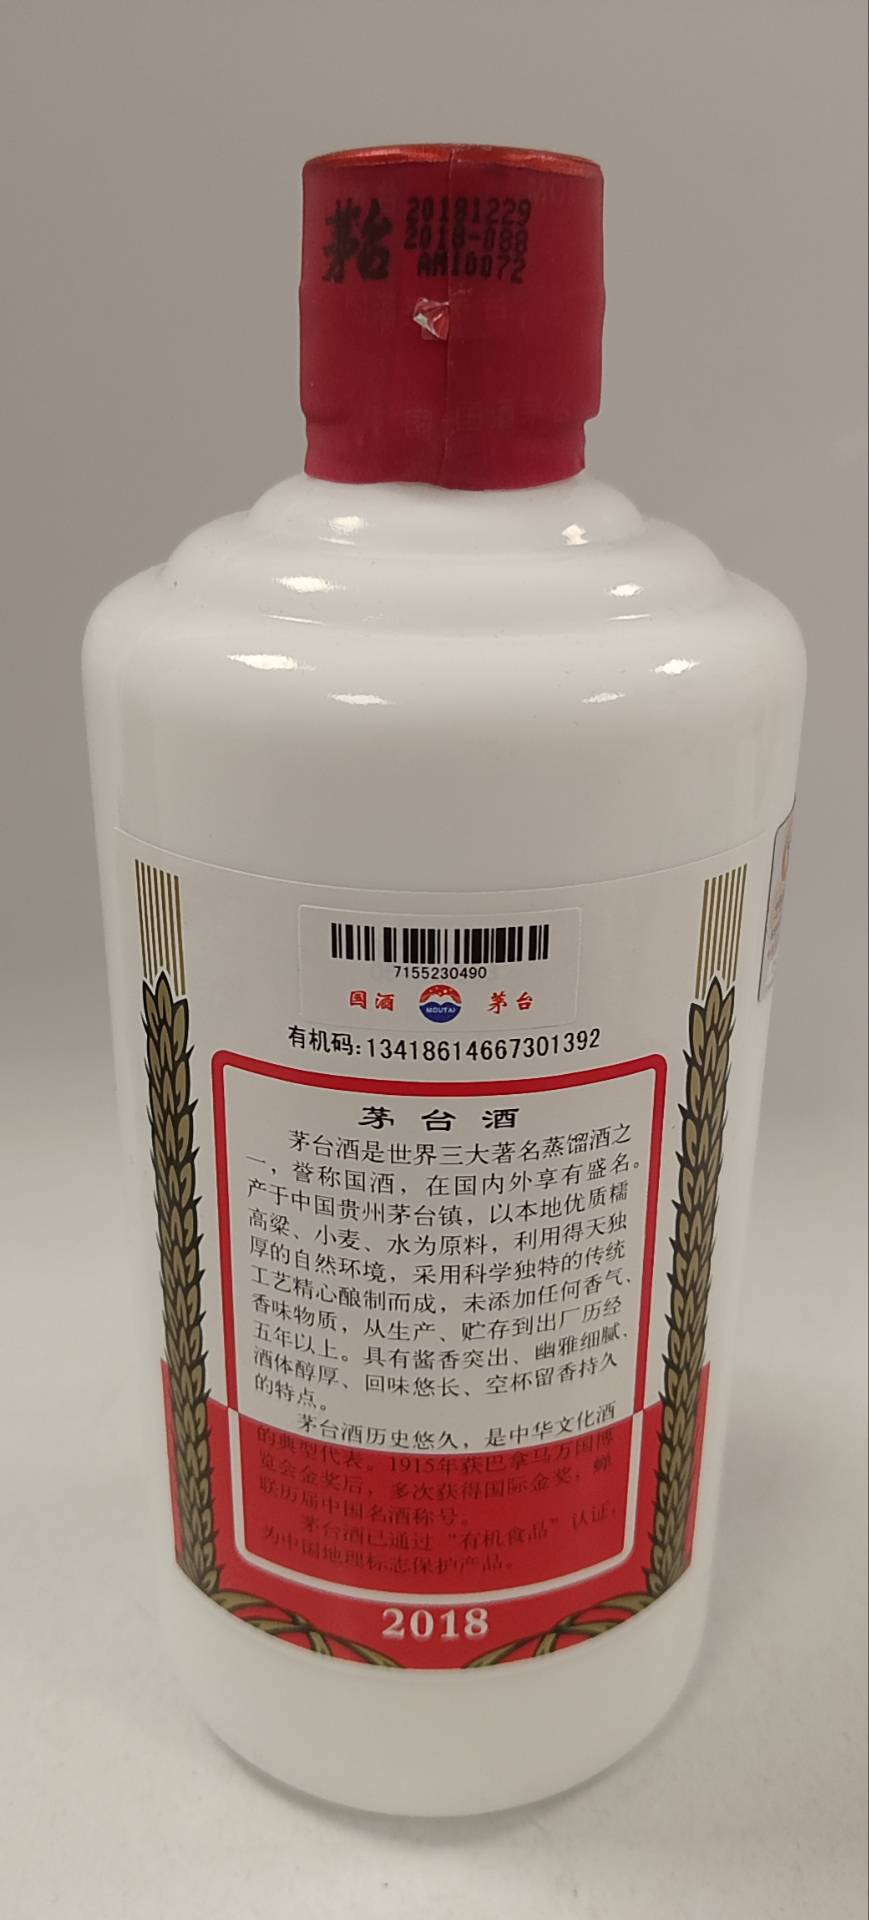 茅台
20181229
2018-088
AM10072
7155230490
国酒 MOUTAI 茅台
有机码:13418614667301392
茅台酒
茅台酒是世界三大著名蒸馏酒之
一,誉称国酒,在国内外享有盛名。
产于中国贵州茅台镇,以本地优质糯
高粱、小麦、水为原料,利用得天独
厚的自然环境,采用科学独特的传统
工艺精心酿制而成,未添加任何香气、
香味物质,从生产、贮存到出厂历经
五年以上。具有酱香突出、幽雅细腻、
酒体醇厚、回味悠长、空杯留香持久
的特点。
茅台酒历史悠久,是中华文化酒
的典型代表。1915年获巴拿马万国博
览会金奖后,多次获得国际金奖,蝉
联历届中国名酒称号。
茅台酒已通过“有机食品”认证,
为中国地理标志保护产品。
2018